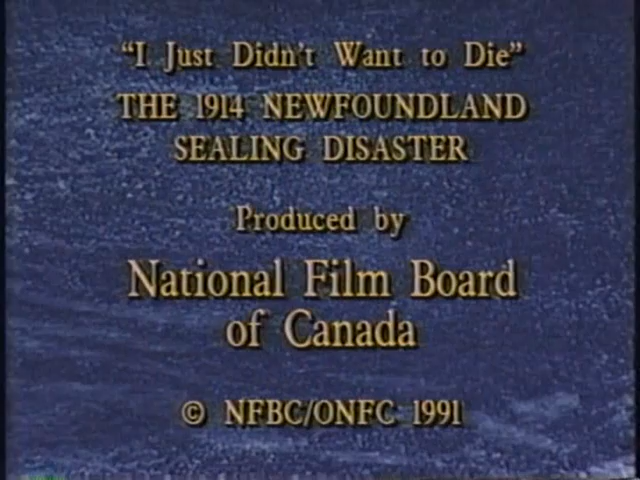 “I Just Didn't Want to Die”
THE 1914 NEWFOUNDLAND
SEALING DISASTER
Produced by
National Film Board
of Canada
© NFBC/ONFC 1991